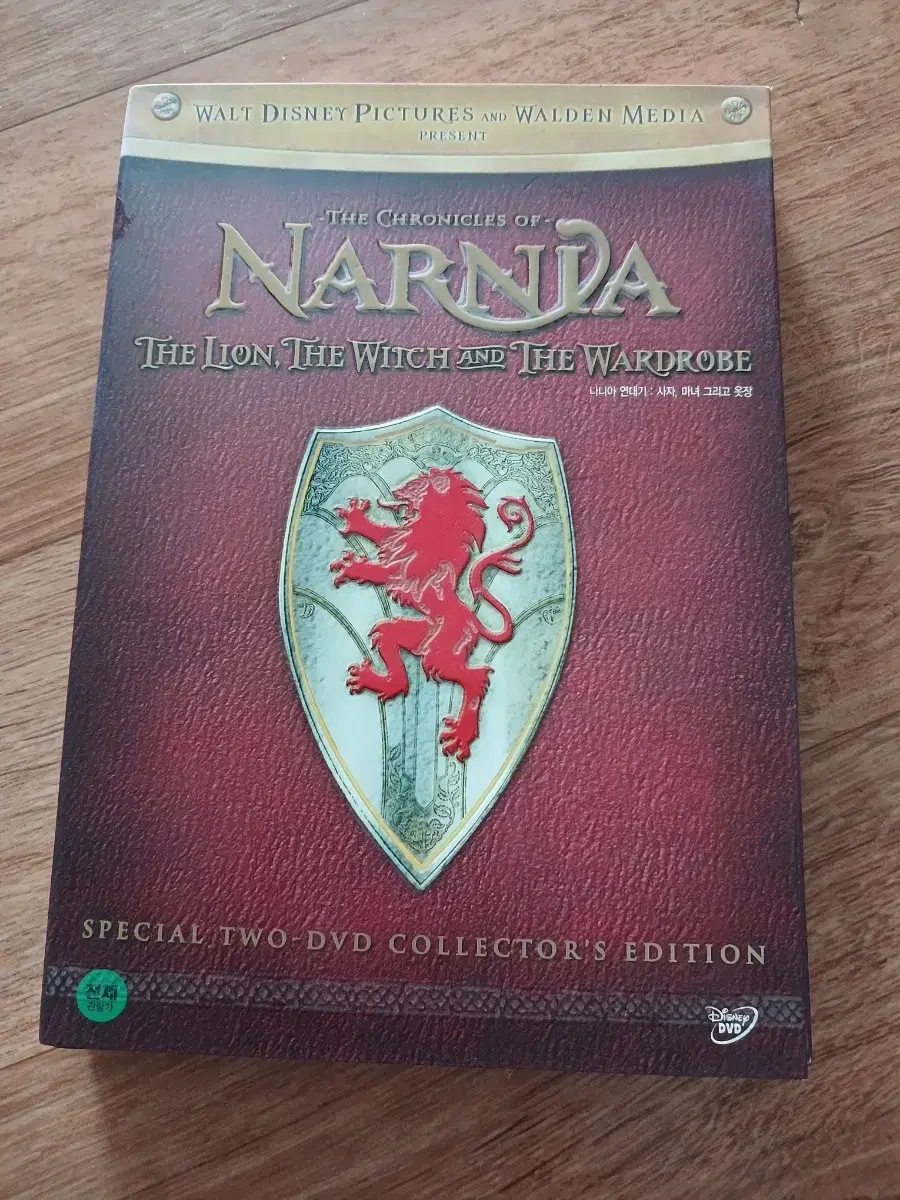 WALT DISNEY PICTURES AND WALDEN MEDIA
PRESENT
-THE CHRONICLES OF-
NARNIA
THE LION, THE WITCH AND THE WARDROBE
나니아 연대기 : 사자, 마녀 그리고 옷장
SPECIAL TWO-DVD COLLECTOR'S EDITION
전체
관람가
Disney
DVD